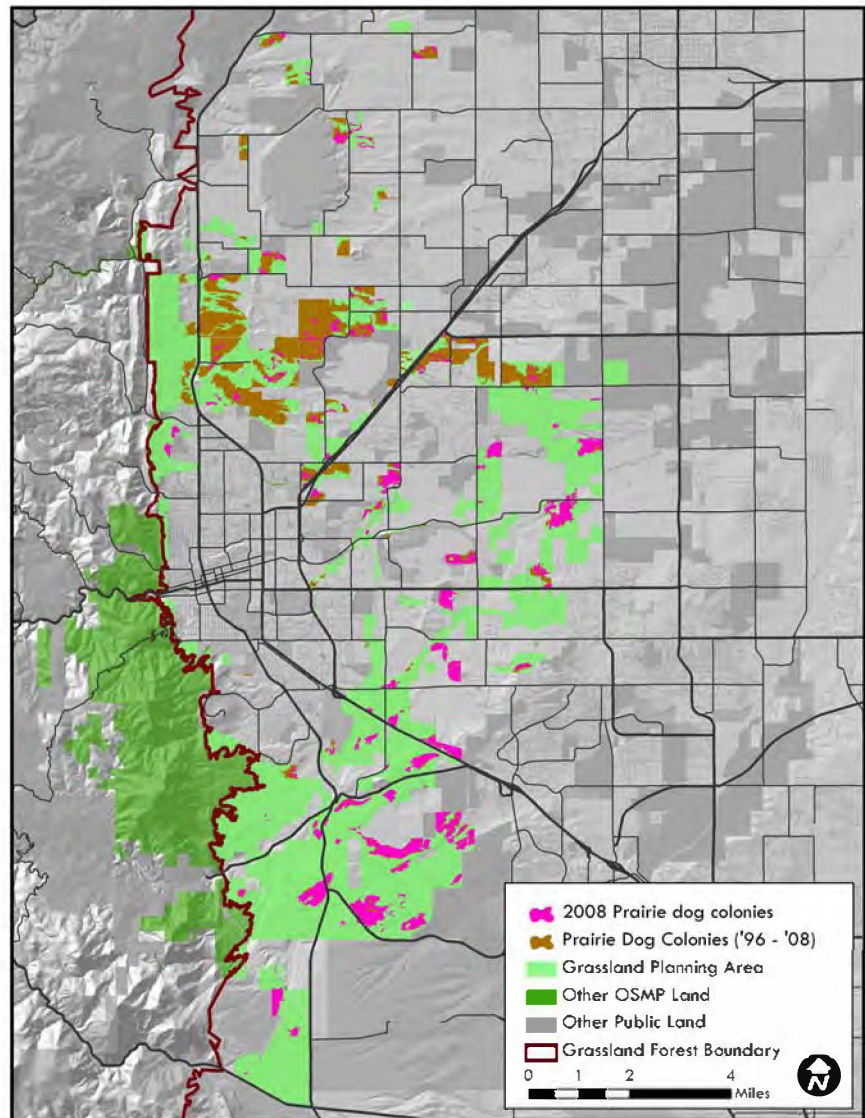 2008 Prairie dog colonies
Prairie Dog Colonies ('96 - '08)
Grassland Planning Area
Other OSMP Land
Other Public Land
Grassland Forest Boundary
N
0 1 2 4
Miles